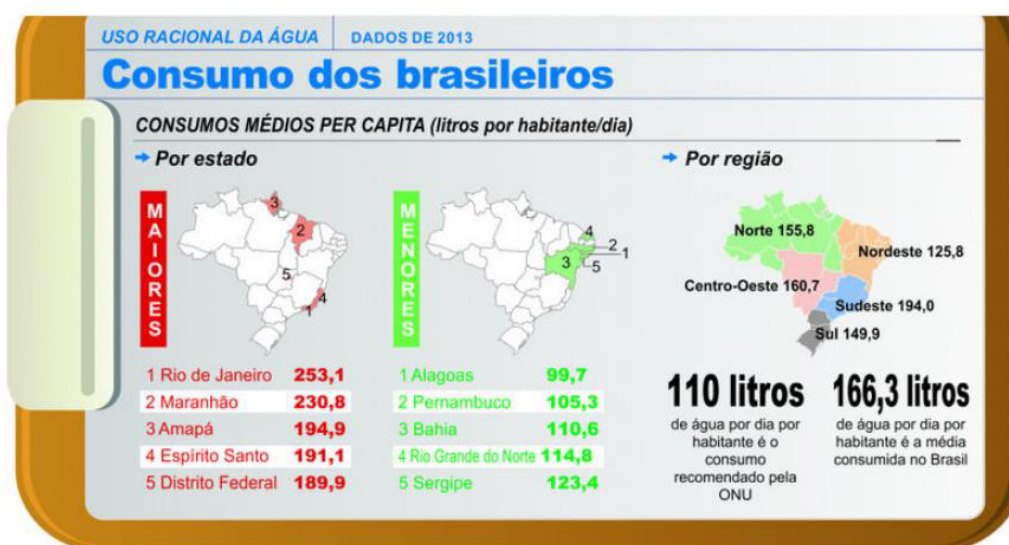 USO RACIONAL DA ÁGUA
DADOS DE 2013
Consumo dos brasileiros
CONSUMOS MÉDIOS PER CAPITA (litros por habitante/dia)
Por estado
MAIORES
3
2
5
4
1
1 Rio de Janeiro 253,1
2 Maranhão 230,8
3 Amapá 194,9
4 Espírito Santo 191,1
5 Distrito Federal 189,9
MENORES
4
2
1
3
5
1 Alagoas 99,7
2 Pernambuco 105,3
3 Bahia 110,6
4 Rio Grande do Norte 114,8
5 Sergipe 123,4
Por região
Norte 155,8
Nordeste 125,8
Centro-Oeste 160,7
Sudeste 194,0
Sul 149,9
110 litros
de água por dia por
habitante é o
consumo
recomendado pela
ONU
166,3 litros
de água por dia por
habitante é a média
consumida no Brasil